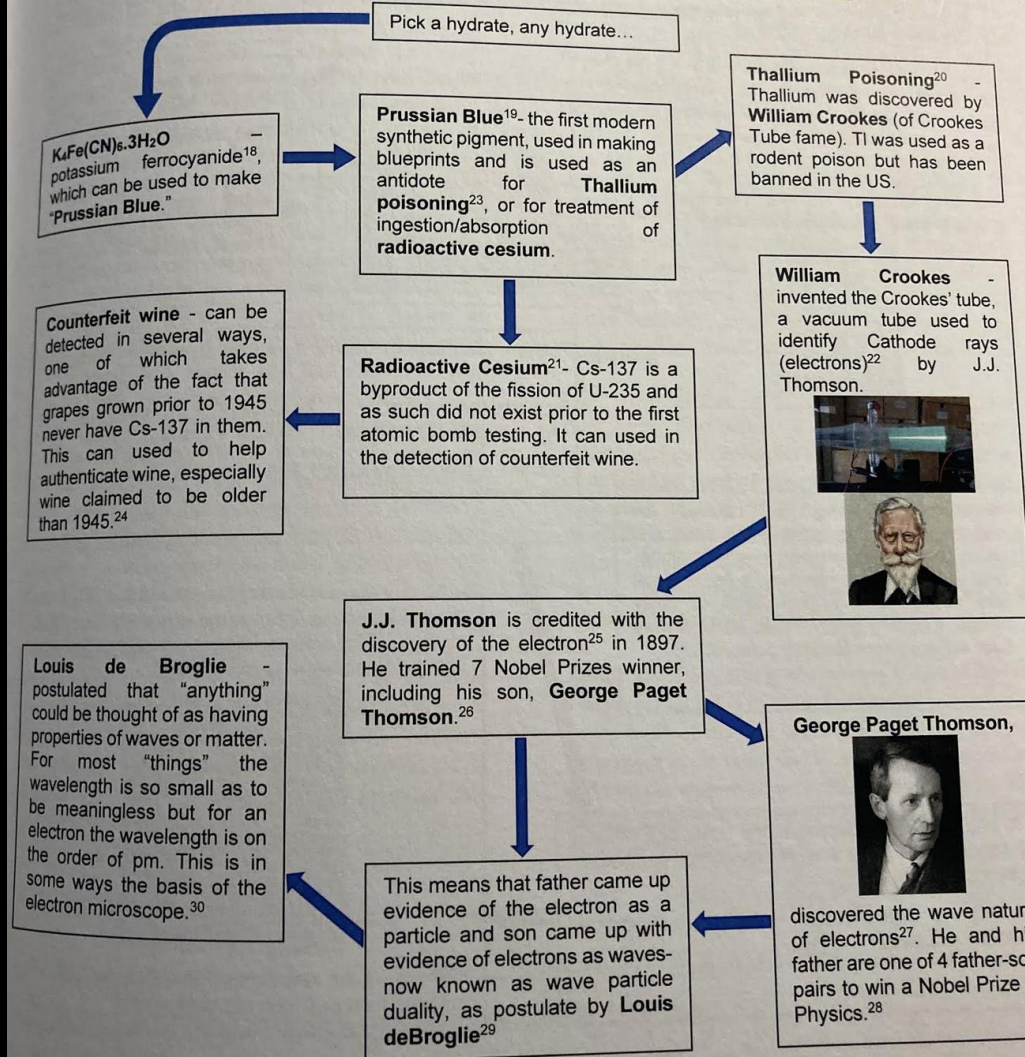 Pick a hydrate, any hydrate...
K₄Fe(CN)₆.3H₂O –
potassium ferrocyanide¹⁸,
which can be used to make
"Prussian Blue."
Prussian Blue¹⁹- the first modern
synthetic pigment, used in making
blueprints and is used as an
antidote for Thallium
poisoning²³, or for treatment of
ingestion/absorption of
radioactive cesium.
Thallium Poisoning²⁰ -
Thallium was discovered by
William Crookes (of Crookes
Tube fame). Tl was used as a
rodent poison but has been
banned in the US.
William Crookes -
invented the Crookes' tube,
a vacuum tube used to
identify Cathode rays
(electrons)²² by J.J.
Thomson.
Radioactive Cesium²¹- Cs-137 is a
byproduct of the fission of U-235 and
as such did not exist prior to the first
atomic bomb testing. It can used in
the detection of counterfeit wine.
Counterfeit wine - can be
detected in several ways,
one of which takes
advantage of the fact that
grapes grown prior to 1945
never have Cs-137 in them.
This can used to help
authenticate wine, especially
wine claimed to be older
than 1945.²⁴
J.J. Thomson is credited with the
discovery of the electron²⁵ in 1897.
He trained 7 Nobel Prizes winner,
including his son, George Paget
Thomson.²⁶
George Paget Thomson,
discovered the wave natur
of electrons²⁷. He and h
father are one of 4 father-so
pairs to win a Nobel Prize
Physics.²⁸
This means that father came up
evidence of the electron as a
particle and son came up with
evidence of electrons as waves-
now known as wave particle
duality, as postulate by Louis
deBroglie²⁹
Louis de Broglie -
postulated that "anything"
could be thought of as having
properties of waves or matter.
For most "things" the
wavelength is so small as to
be meaningless but for an
electron the wavelength is on
the order of pm. This is in
some ways the basis of the
electron microscope.³⁰